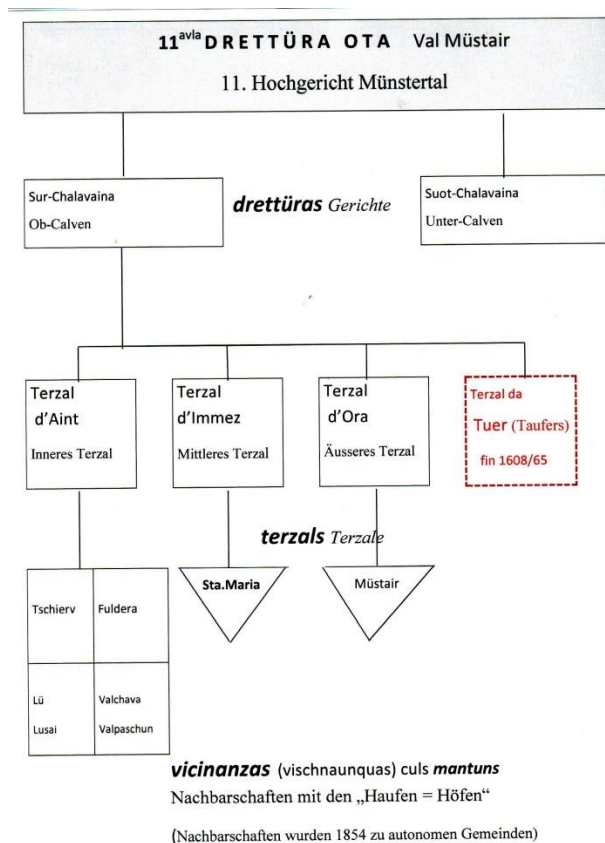 11avla DRETTÜRA OTA Val Müstair
11. Hochgericht Münstertal
Sur-Chalavaina
Ob-Calven
drettüras Gerichte
Suot-Chalavaina
Unter-Calven
Terzal
d'Aint
Inneres Terzal
Terzal
d'Immez
Mittleres Terzal
Terzal
d'Ora
Äusseres Terzal
Terzal da
Tuer (Taufers)
fin 1608/65
terzals Terzale
Tschierv
Fuldera
Lü
Lusai
Valchava
Valpaschun
Sta.Maria
Müstair
vicinanzas (vischnaunquas) culs mantuns
Nachbarschaften mit den „Haufen = Höfen“
(Nachbarschaften wurden 1854 zu autonomen Gemeinden)